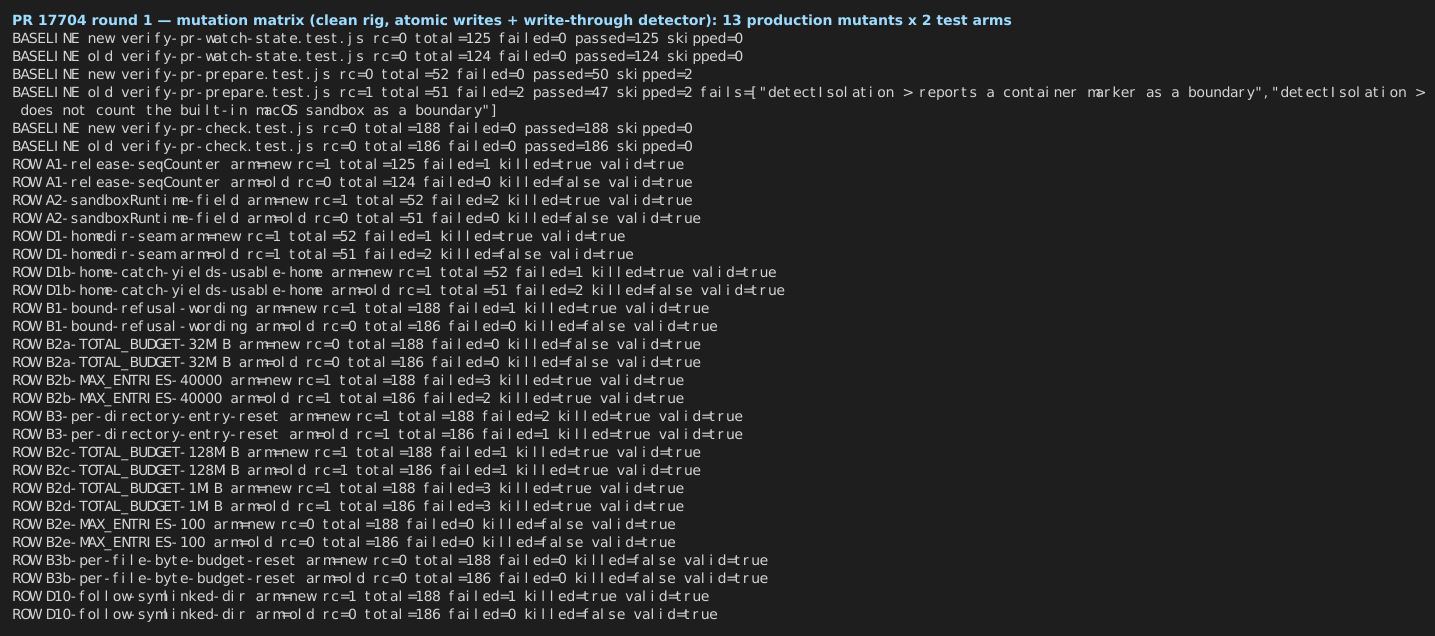 PR 17704 round 1 — mutation matrix (clean rig, atomic writes + write-through detector): 13 production mutants x 2 test arms
BASELINE new verify-pr-watch-state.test.js rc=0 total=125 failed=0 passed=125 skipped=0
BASELINE old verify-pr-watch-state.test.js rc=0 total=124 failed=0 passed=124 skipped=0
BASELINE new verify-pr-prepare.test.js rc=0 total=52 failed=0 passed=50 skipped=2
BASELINE old verify-pr-prepare.test.js rc=1 total=51 failed=2 passed=47 skipped=2 fails=["detectIsolation > reports a container marker as a boundary","detectIsolation >
does not count the built-in macOS sandbox as a boundary"]
BASELINE new verify-pr-check.test.js rc=0 total=188 failed=0 passed=188 skipped=0
BASELINE old verify-pr-check.test.js rc=0 total=186 failed=0 passed=186 skipped=0
ROW A1-release-seqCounter arm=new rc=1 total=125 failed=1 killed=true valid=true
ROW A1-release-seqCounter arm=old rc=0 total=124 failed=0 killed=false valid=true
ROW A2-sandboxRuntime-field arm=new rc=1 total=52 failed=2 killed=true valid=true
ROW A2-sandboxRuntime-field arm=old rc=0 total=51 failed=0 killed=false valid=true
ROW D1-homedir-seam arm=new rc=1 total=52 failed=1 killed=true valid=true
ROW D1-homedir-seam arm=old rc=1 total=51 failed=2 killed=false valid=true
ROW D1b-home-catch-yields-usable-home arm=new rc=1 total=52 failed=1 killed=true valid=true
ROW D1b-home-catch-yields-usable-home arm=old rc=1 total=51 failed=2 killed=false valid=true
ROW B1-bound-refusal-wording arm=new rc=1 total=188 failed=1 killed=true valid=true
ROW B1-bound-refusal-wording arm=old rc=0 total=186 failed=0 killed=false valid=true
ROW B2a-TOTAL_BUDGET-32MiB arm=new rc=0 total=188 failed=0 killed=false valid=true
ROW B2a-TOTAL_BUDGET-32MiB arm=old rc=0 total=186 failed=0 killed=false valid=true
ROW B2b-MAX_ENTRIES-40000 arm=new rc=1 total=188 failed=3 killed=true valid=true
ROW B2b-MAX_ENTRIES-40000 arm=old rc=1 total=186 failed=2 killed=true valid=true
ROW B3-per-directory-entry-reset arm=new rc=1 total=188 failed=2 killed=true valid=true
ROW B3-per-directory-entry-reset arm=old rc=1 total=186 failed=1 killed=true valid=true
ROW B2c-TOTAL_BUDGET-128MiB arm=new rc=1 total=188 failed=1 killed=true valid=true
ROW B2c-TOTAL_BUDGET-128MiB arm=old rc=1 total=186 failed=1 killed=true valid=true
ROW B2d-TOTAL_BUDGET-1MiB arm=new rc=1 total=188 failed=3 killed=true valid=true
ROW B2d-TOTAL_BUDGET-1MiB arm=old rc=1 total=186 failed=3 killed=true valid=true
ROW B2e-MAX_ENTRIES-100 arm=new rc=0 total=188 failed=0 killed=false valid=true
ROW B2e-MAX_ENTRIES-100 arm=old rc=0 total=186 failed=0 killed=false valid=true
ROW B3b-per-file-byte-budget-reset arm=new rc=0 total=188 failed=0 killed=false valid=true
ROW B3b-per-file-byte-budget-reset arm=old rc=0 total=186 failed=0 killed=false valid=true
ROW D10-follow-symlinked-dir arm=new rc=1 total=188 failed=1 killed=true valid=true
ROW D10-follow-symlinked-dir arm=old rc=0 total=186 failed=0 killed=false valid=true